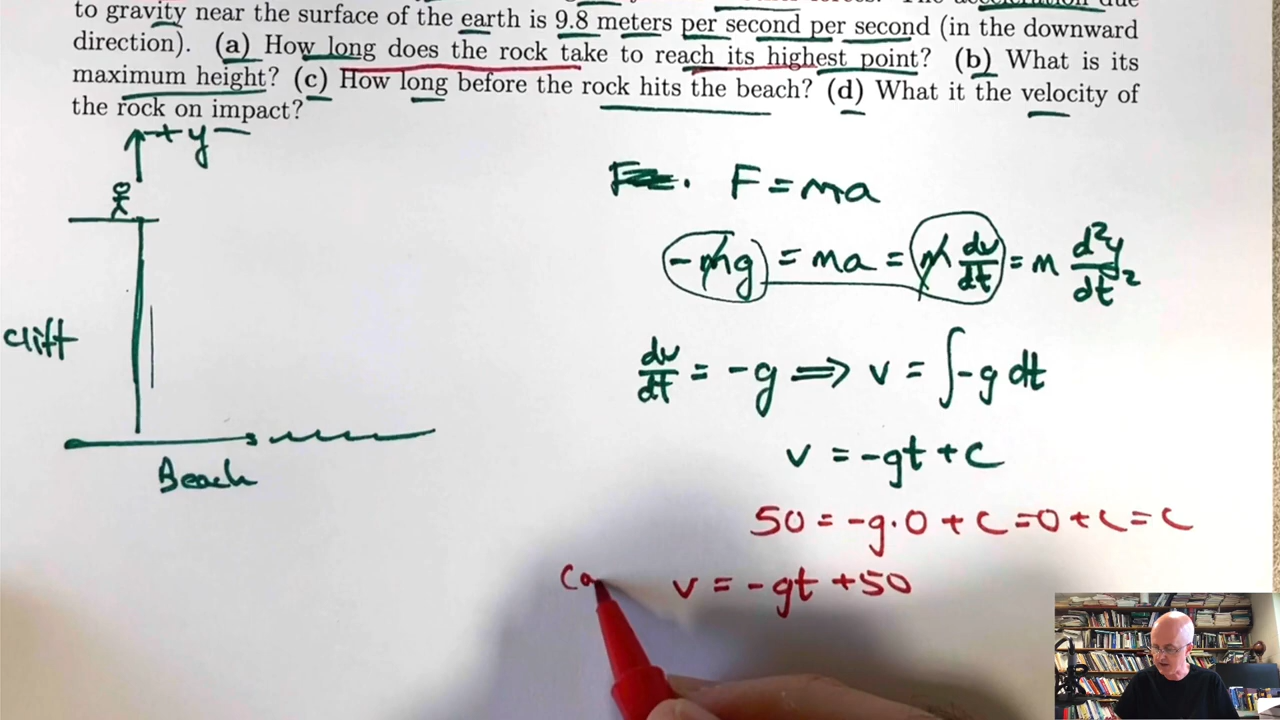 to gravity near the surface of the earth is 9.8 meters per second per second (in the downward
direction). (a) How long does the rock take to reach its highest point? (b) What is its
maximum height? (c) How long before the rock hits the beach? (d) What it the velocity of
the rock on impact?
+y
F = ma
-mg = ma = m dv/dt = m d²y/dt²
cliff
dv/dt = -g ⟹ v = ∫-g dt
v = -gt + c
Beach
50 = -g·0 + c = 0 + c = c
(a v = -gt + 50